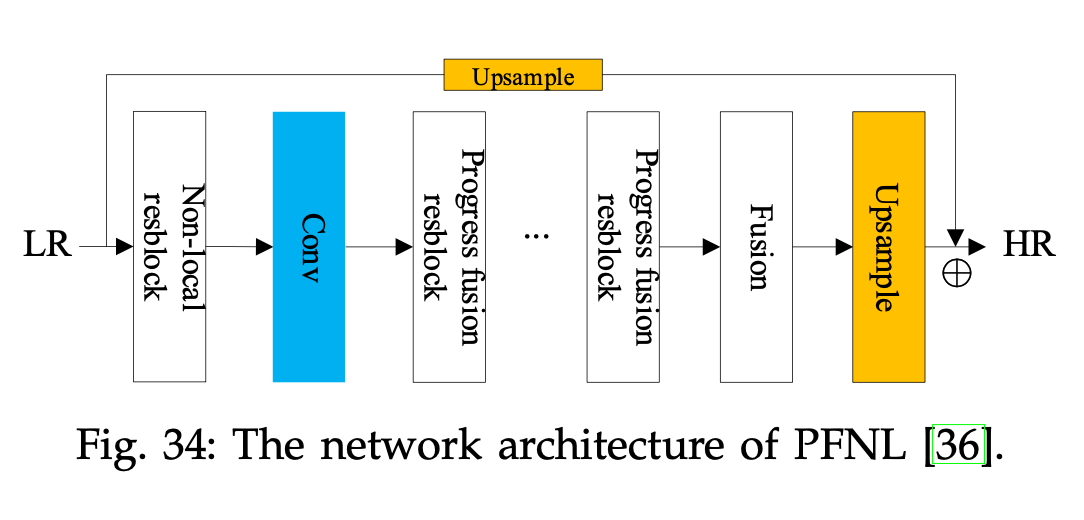 Upsample
LR
Non-local
resblock
Conv
Progress fusion
resblock
...
Progress fusion
resblock
Fusion
Upsample
HR
Fig. 34: The network architecture of PFNL [36].